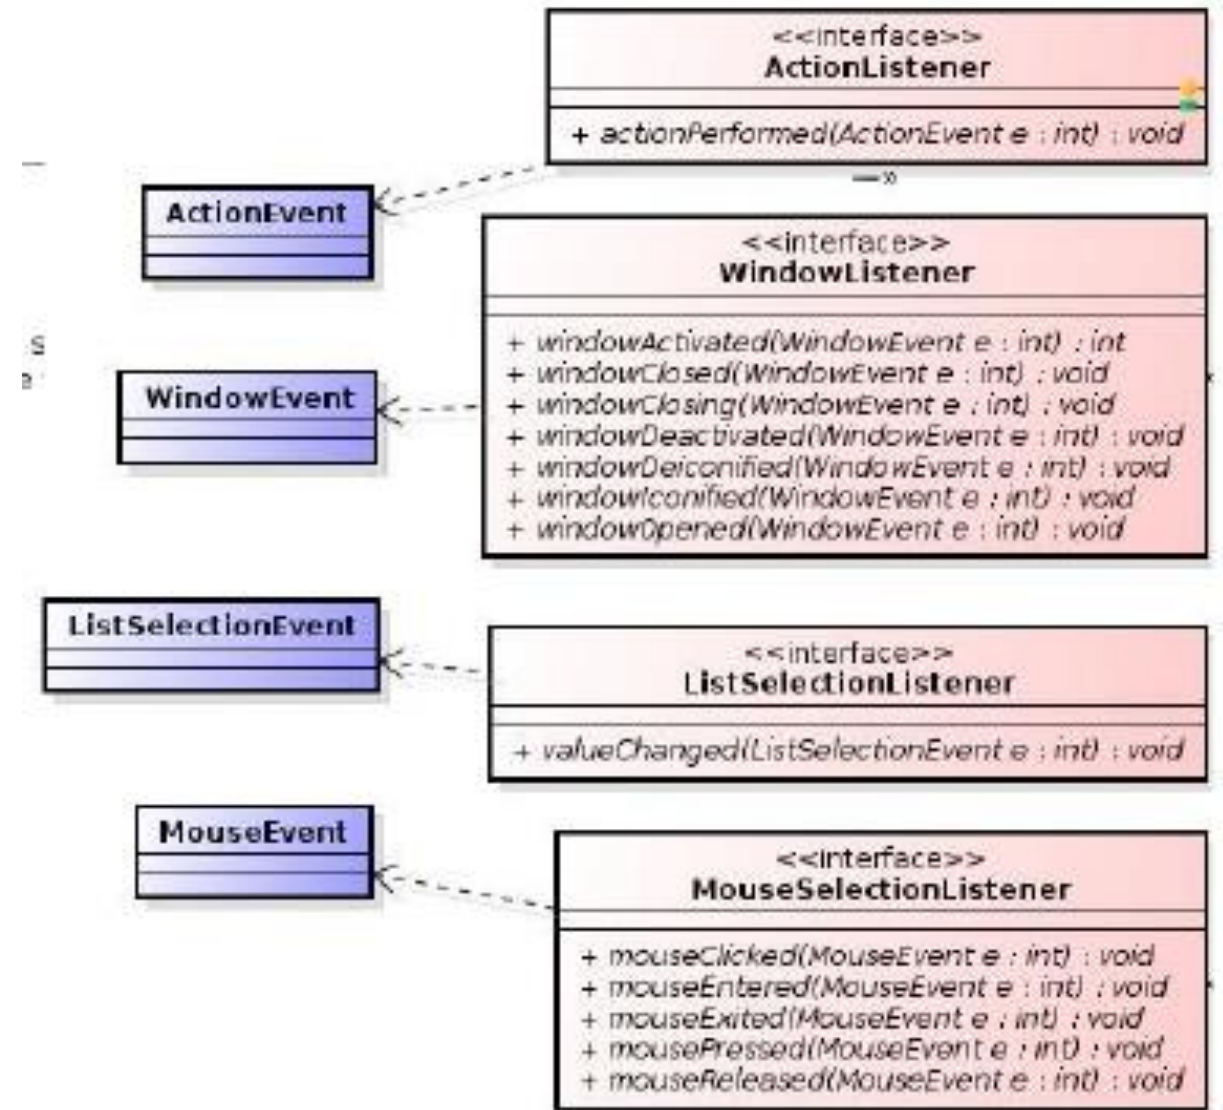 <<interface>>
ActionListener
+ actionPerformed(ActionEvent e : int) : void
ActionEvent
<<interface>>
WindowListener
+ windowActivated(WindowEvent e : int) : int
+ windowClosed(WindowEvent e : int) : void
+ windowClosing(WindowEvent e : int) : void
+ windowDeactivated(WindowEvent e : int) : void
+ windowDeiconified(WindowEvent e : int) : void
+ windowIconified(WindowEvent e : int) : void
+ windowOpened(WindowEvent e : int) : void
WindowEvent
ListSelectionEvent
<<interface>>
ListSelectionListener
+ valueChanged(ListSelectionEvent e : int) : void
MouseEvent
<<interface>>
MouseSelectionListener
+ mouseClicked(MouseEvent e : int) : void
+ mouseEntered(MouseEvent e : int) : void
+ mouseExited(MouseEvent e : int) : void
+ mousePressed(MouseEvent e : int) : void
+ mouseReleased(MouseEvent e : int) : void